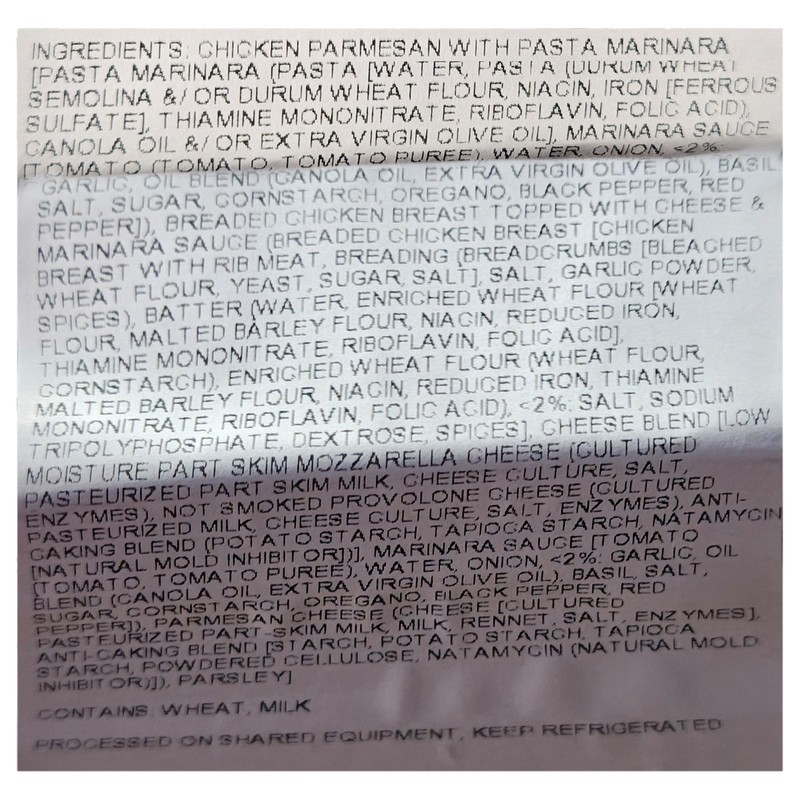 INGREDIENTS: CHICKEN PARMESAN WITH PASTA MARINARA
[PASTA MARINARA (PASTA [WATER, PASTA (DURUM WHEAT
SEMOLINA &/ OR DURUM WHEAT FLOUR, NIACIN, IRON [FERROUS
SULFATE], THIAMINE MONONITRATE, RIBOFLAVIN, FOLIC ACID),
CANOLA OIL &/ OR EXTRA VIRGIN OLIVE OIL], MARINARA SAUCE
[TOMATO (TOMATO, TOMATO PUREE), WATER, ONION, <2%:
GARLIC, OIL BLEND (CANOLA OIL, EXTRA VIRGIN OLIVE OIL), BASIL,
SALT, SUGAR, CORNSTARCH, OREGANO, BLACK PEPPER, RED
PEPPER]), BREADED CHICKEN BREAST TOPPED WITH CHEESE &
MARINARA SAUCE (BREADED CHICKEN BREAST [CHICKEN
BREAST WITH RIB MEAT, BREADING (BREADCRUMBS [BLEACHED
WHEAT FLOUR, YEAST, SUGAR, SALT], SALT, GARLIC POWDER,
SPICES), BATTER (WATER, ENRICHED WHEAT FLOUR [WHEAT
FLOUR, MALTED BARLEY FLOUR, NIACIN, REDUCED IRON,
THIAMINE MONONITRATE, RIBOFLAVIN, FOLIC ACID],
CORNSTARCH), ENRICHED WHEAT FLOUR (WHEAT FLOUR,
MALTED BARLEY FLOUR, NIACIN, REDUCED IRON, THIAMINE
MONONITRATE, RIBOFLAVIN, FOLIC ACID), <2%: SALT, SODIUM
TRIPOLYPHOSPHATE, DEXTROSE, SPICES], CHEESE BLEND [LOW
MOISTURE PART SKIM MOZZARELLA CHEESE (CULTURED
PASTEURIZED PART SKIM MILK, CHEESE CULTURE, SALT,
ENZYMES), NOT SMOKED PROVOLONE CHEESE (CULTURED
PASTEURIZED MILK, CHEESE CULTURE, SALT, ENZYMES), ANTI-
CAKING BLEND (POTATO STARCH, TAPIOCA STARCH, NATAMYCIN
[NATURAL MOLD INHIBITOR])], MARINARA SAUCE [TOMATO
(TOMATO, TOMATO PUREE), WATER, ONION, <2%: GARLIC, OIL
BLEND (CANOLA OIL, EXTRA VIRGIN OLIVE OIL), BASIL, SALT,
SUGAR, CORNSTARCH, OREGANO, BLACK PEPPER, RED
PEPPER]), PARMESAN CHEESE (CHEESE [CULTURED
PASTEURIZED PART-SKIM MILK, MILK, RENNET, SALT, ENZYMES],
ANTI-CAKING BLEND [STARCH, POTATO STARCH, TAPIOCA
STARCH, POWDERED CELLULOSE, NATAMYCIN (NATURAL MOLD
INHIBITOR)]), PARSLEY]
CONTAINS: WHEAT, MILK
PROCESSED ON SHARED EQUIPMENT, KEEP REFRIGERATED